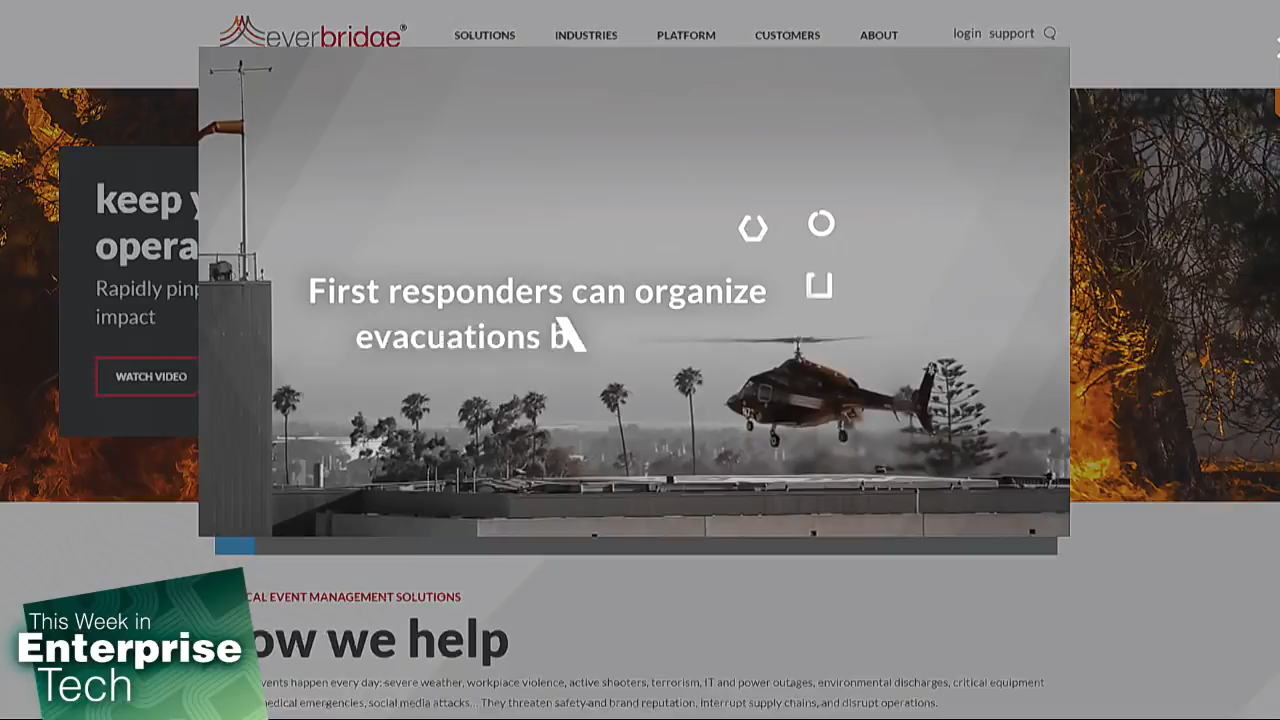 everbridge®
SOLUTIONS INDUSTRIES PLATFORM CUSTOMERS ABOUT login support
keep
opera
Rapidly
impact
WATCH VIDEO
First responders can organize
evacuations b
CAL EVENT MANAGEMENT SOLUTIONS
ow we help
vents happen every day: severe weather, workplace violence, active shooters, terrorism, IT and power outages, environmental discharges, critical equipment
edical emergencies, social media attacks... They threaten safety and brand reputation, interrupt supply chains, and disrupt operations.
This Week in
Enterprise
Tech